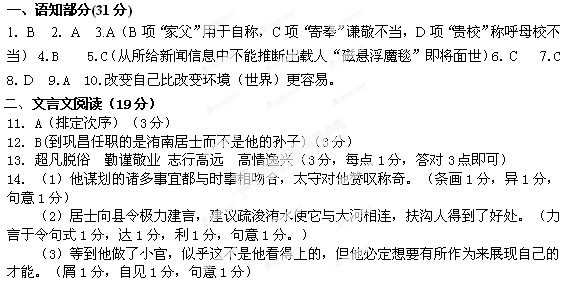 一、语知部分(31分)
1. B   2. A   3.A（B 项“家父”用于自称，C 项“寄奉”谦敬不当，D 项“贵校”称呼母校不
当）4.B    5.C(从所给新闻信息中不能推断出载人“磁悬浮魔毯”即将面世)6. C   7.C
8. D   9.A   10.改变自己比改变环境（世界）更容易。
二、文言文阅读（19分）
11. A（排定次序）（3分）
12. B(到巩昌任职的是洧南居士而不是他的孙子)（3分）
13. 超凡脱俗  勤谨敬业  志行高远  高情逸兴（3分，每点 1分，答对 3点即可)
14. （1）他谋划的诸多事宜都与时事相吻合，太守对他赞叹称奇。（条画1分，异1分，
句意1分）
（2）居士向县令极力建言，建议疏浚洧水使它与大河相连，扶沟人得到了好处。（力
言于令句式1分，达1分，利1分，句意1分。）
（3）等到他做了小官，似乎这不是他看得上的，但他必定想要有所作为来展现自己的
才能。（屑1分，自见1分，句意1分）